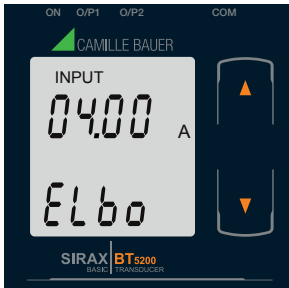 ON O/P1 O/P2 COM
CAMILLE BAUER
INPUT
04.00 A
ELbo
SIRAX BT5200
BASIC TRANSDUCER